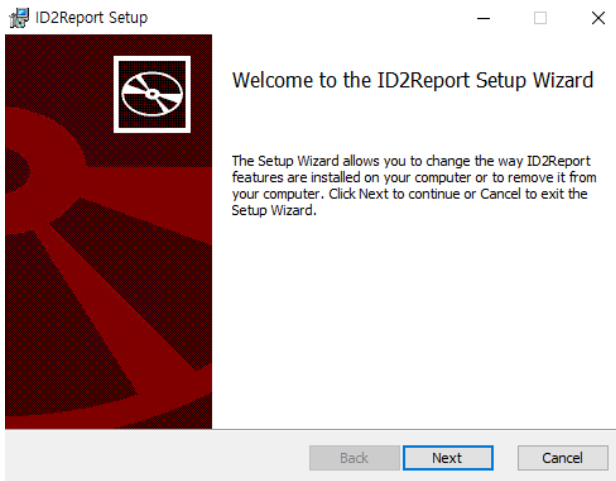 ID2Report Setup
Welcome to the ID2Report Setup Wizard
The Setup Wizard allows you to change the way ID2Report
features are installed on your computer or to remove it from
your computer. Click Next to continue or Cancel to exit the
Setup Wizard.
Back Next Cancel